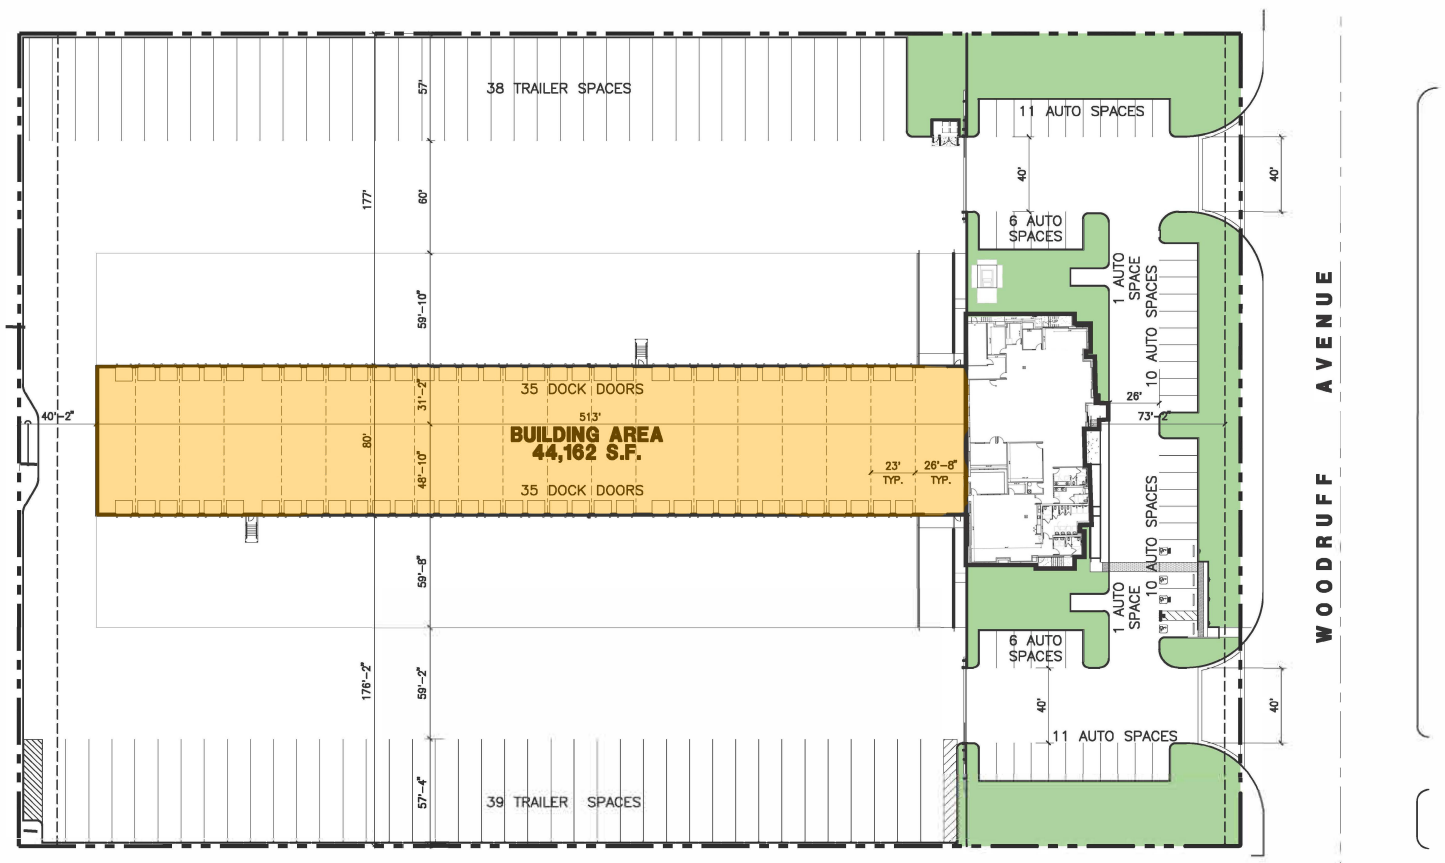 57'
38 TRAILER SPACES
11 AUTO SPACES
177'
60'
40'
40'
6 AUTO
SPACES
1 AUTO
SPACE
10 AUTO SPACES
59'-10"
31'-2"
35 DOCK DOORS
40'-2"
513'
26'
73'-2"
80'
BUILDING AREA
44,162 S.F.
48'-10"
23'
TYP.
26'-8"
TYP.
35 DOCK DOORS
WOODRUFF AVENUE
10 AUTO SPACES
59'-8"
1 AUTO
SPACE
6 AUTO
SPACES
176'-2"
59'-2"
40'
40'
11 AUTO SPACES
57'-4"
39 TRAILER SPACES